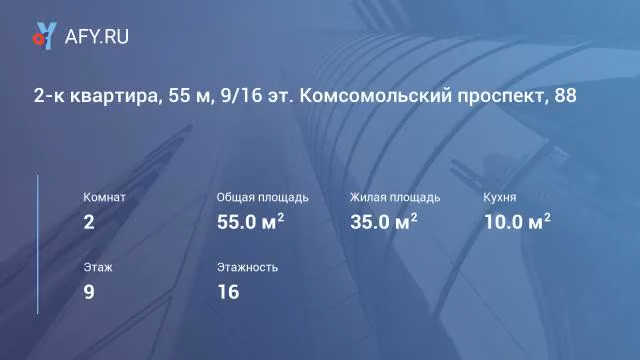 AFY.RU
2-к квартира, 55 м, 9/16 эт. Комсомольский проспект, 88
Комнат
2
Общая площадь
55.0 м²
Жилая площадь
35.0 м²
Кухня
10.0 м²
Этаж
9
Этажность
16